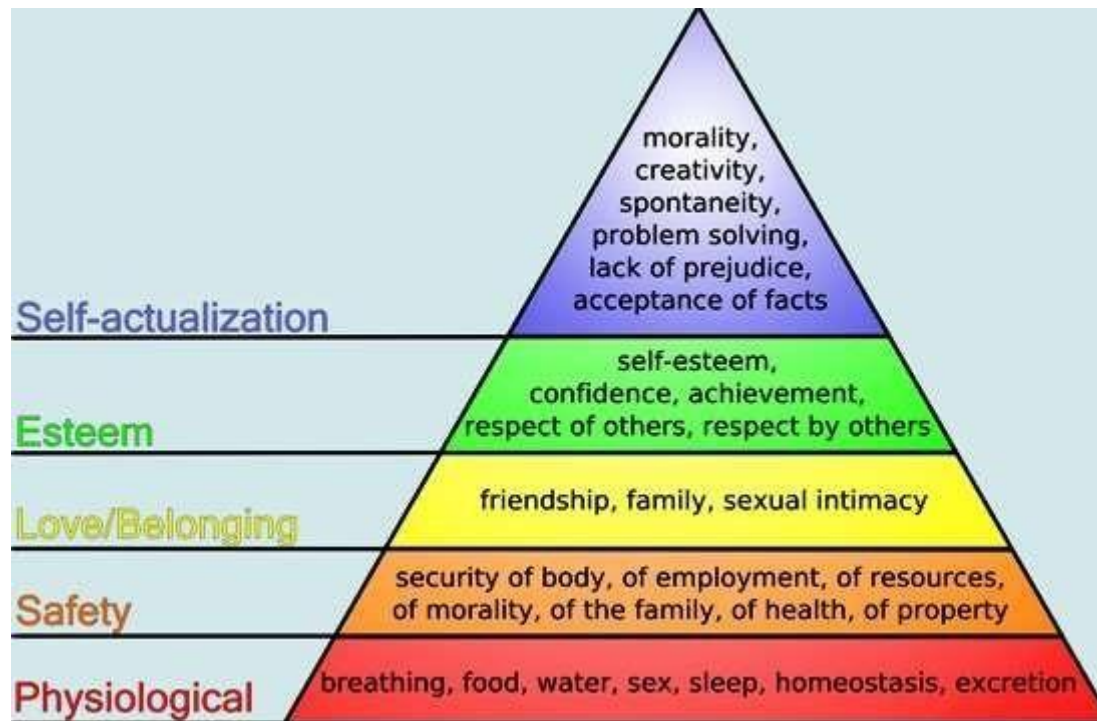 morality,
creativity,
spontaneity,
problem solving,
lack of prejudice,
acceptance of facts
Self-actualization
self-esteem,
confidence, achievement,
respect of others, respect by others
Esteem
friendship, family, sexual intimacy
Love/Belonging
security of body, of employment, of resources,
of morality, of the family, of health, of property
Safety
breathing, food, water, sex, sleep, homeostasis, excretion
Physiological